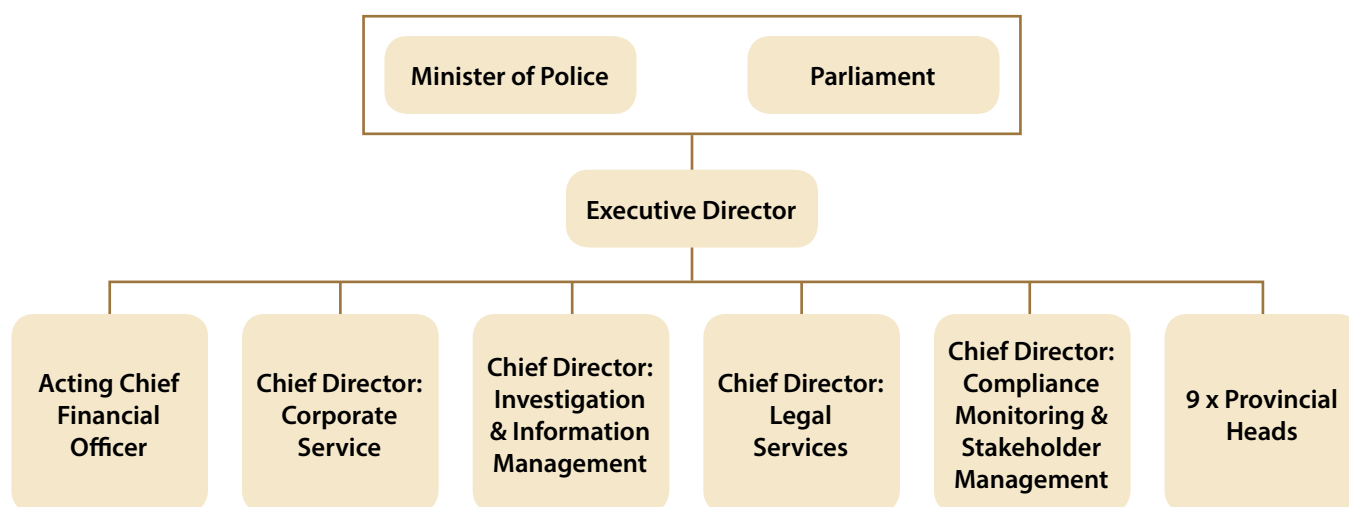 Minister of Police
Parliament
Executive Director
Acting Chief
Financial
Officer
Chief Director:
Corporate
Service
Chief Director:
Investigation
& Information
Management
Chief Director:
Legal
Services
Chief Director:
Compliance
Monitoring &
Stakeholder
Management
9 x Provincial
Heads